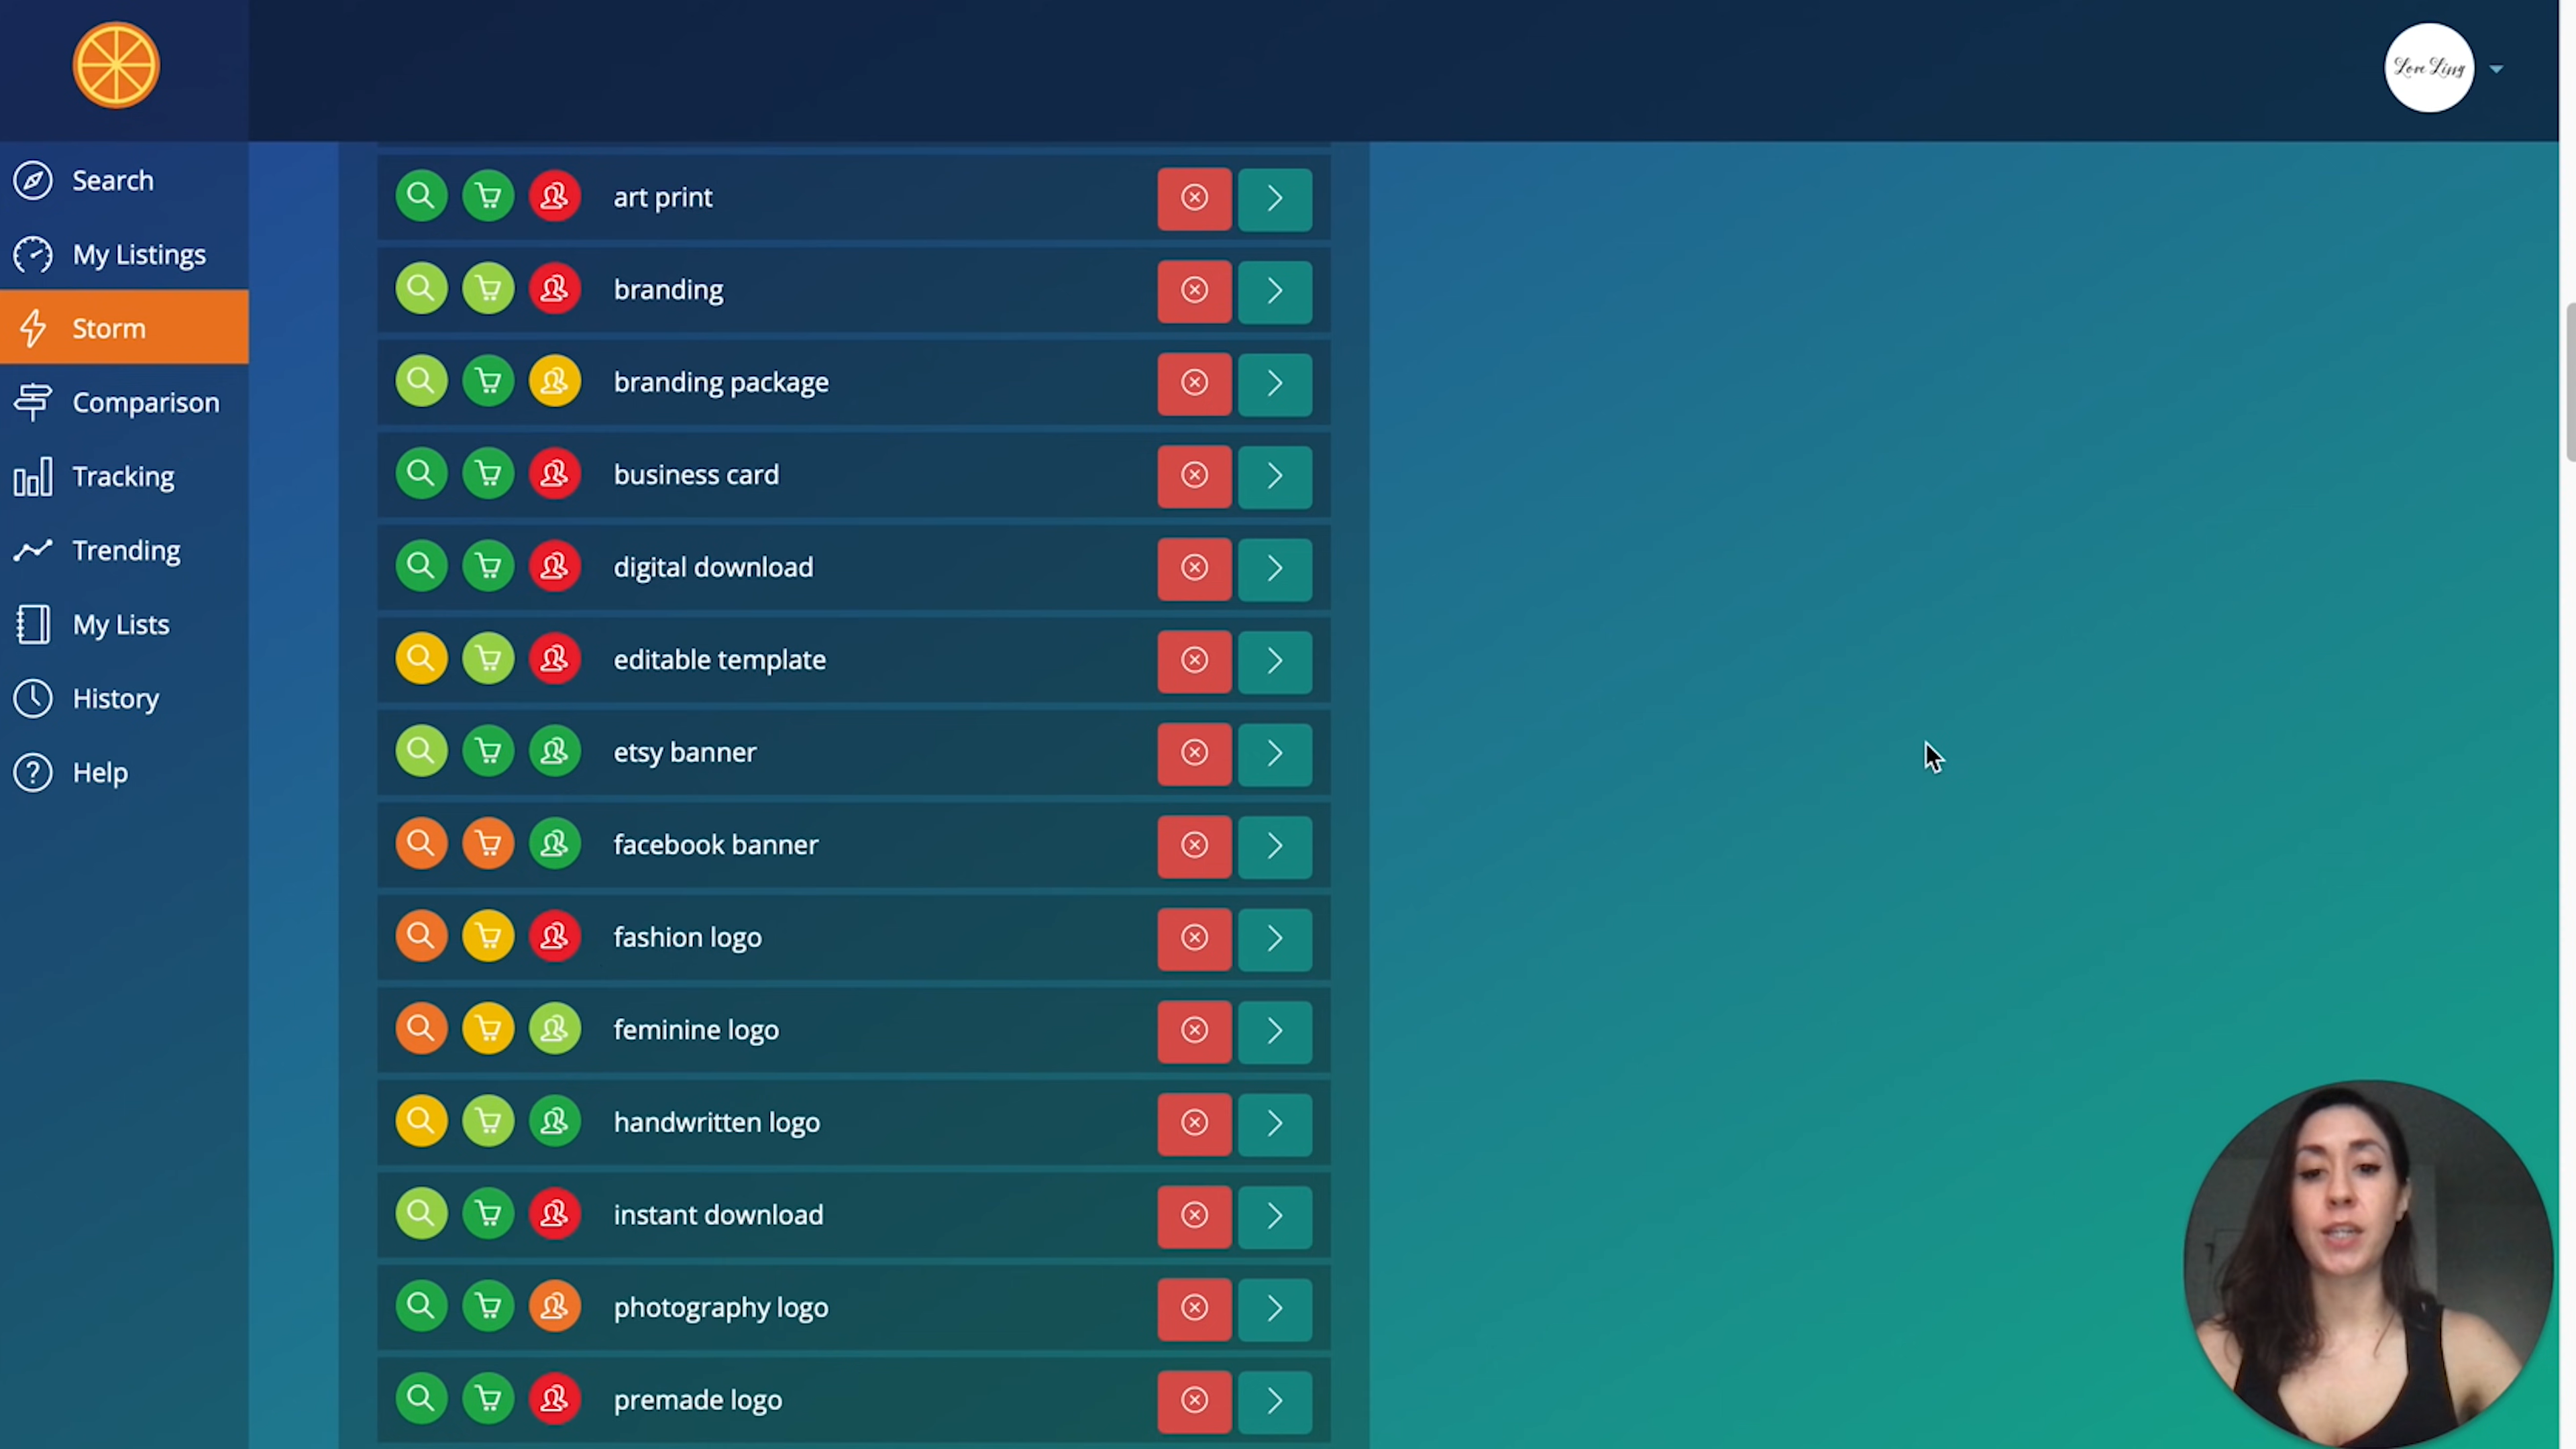 Love Lissy
Search
My Listings
Storm
Comparison
Tracking
Trending
My Lists
History
Help
art print
branding
branding package
business card
digital download
editable template
etsy banner
facebook banner
fashion logo
feminine logo
handwritten logo
instant download
photography logo
premade logo